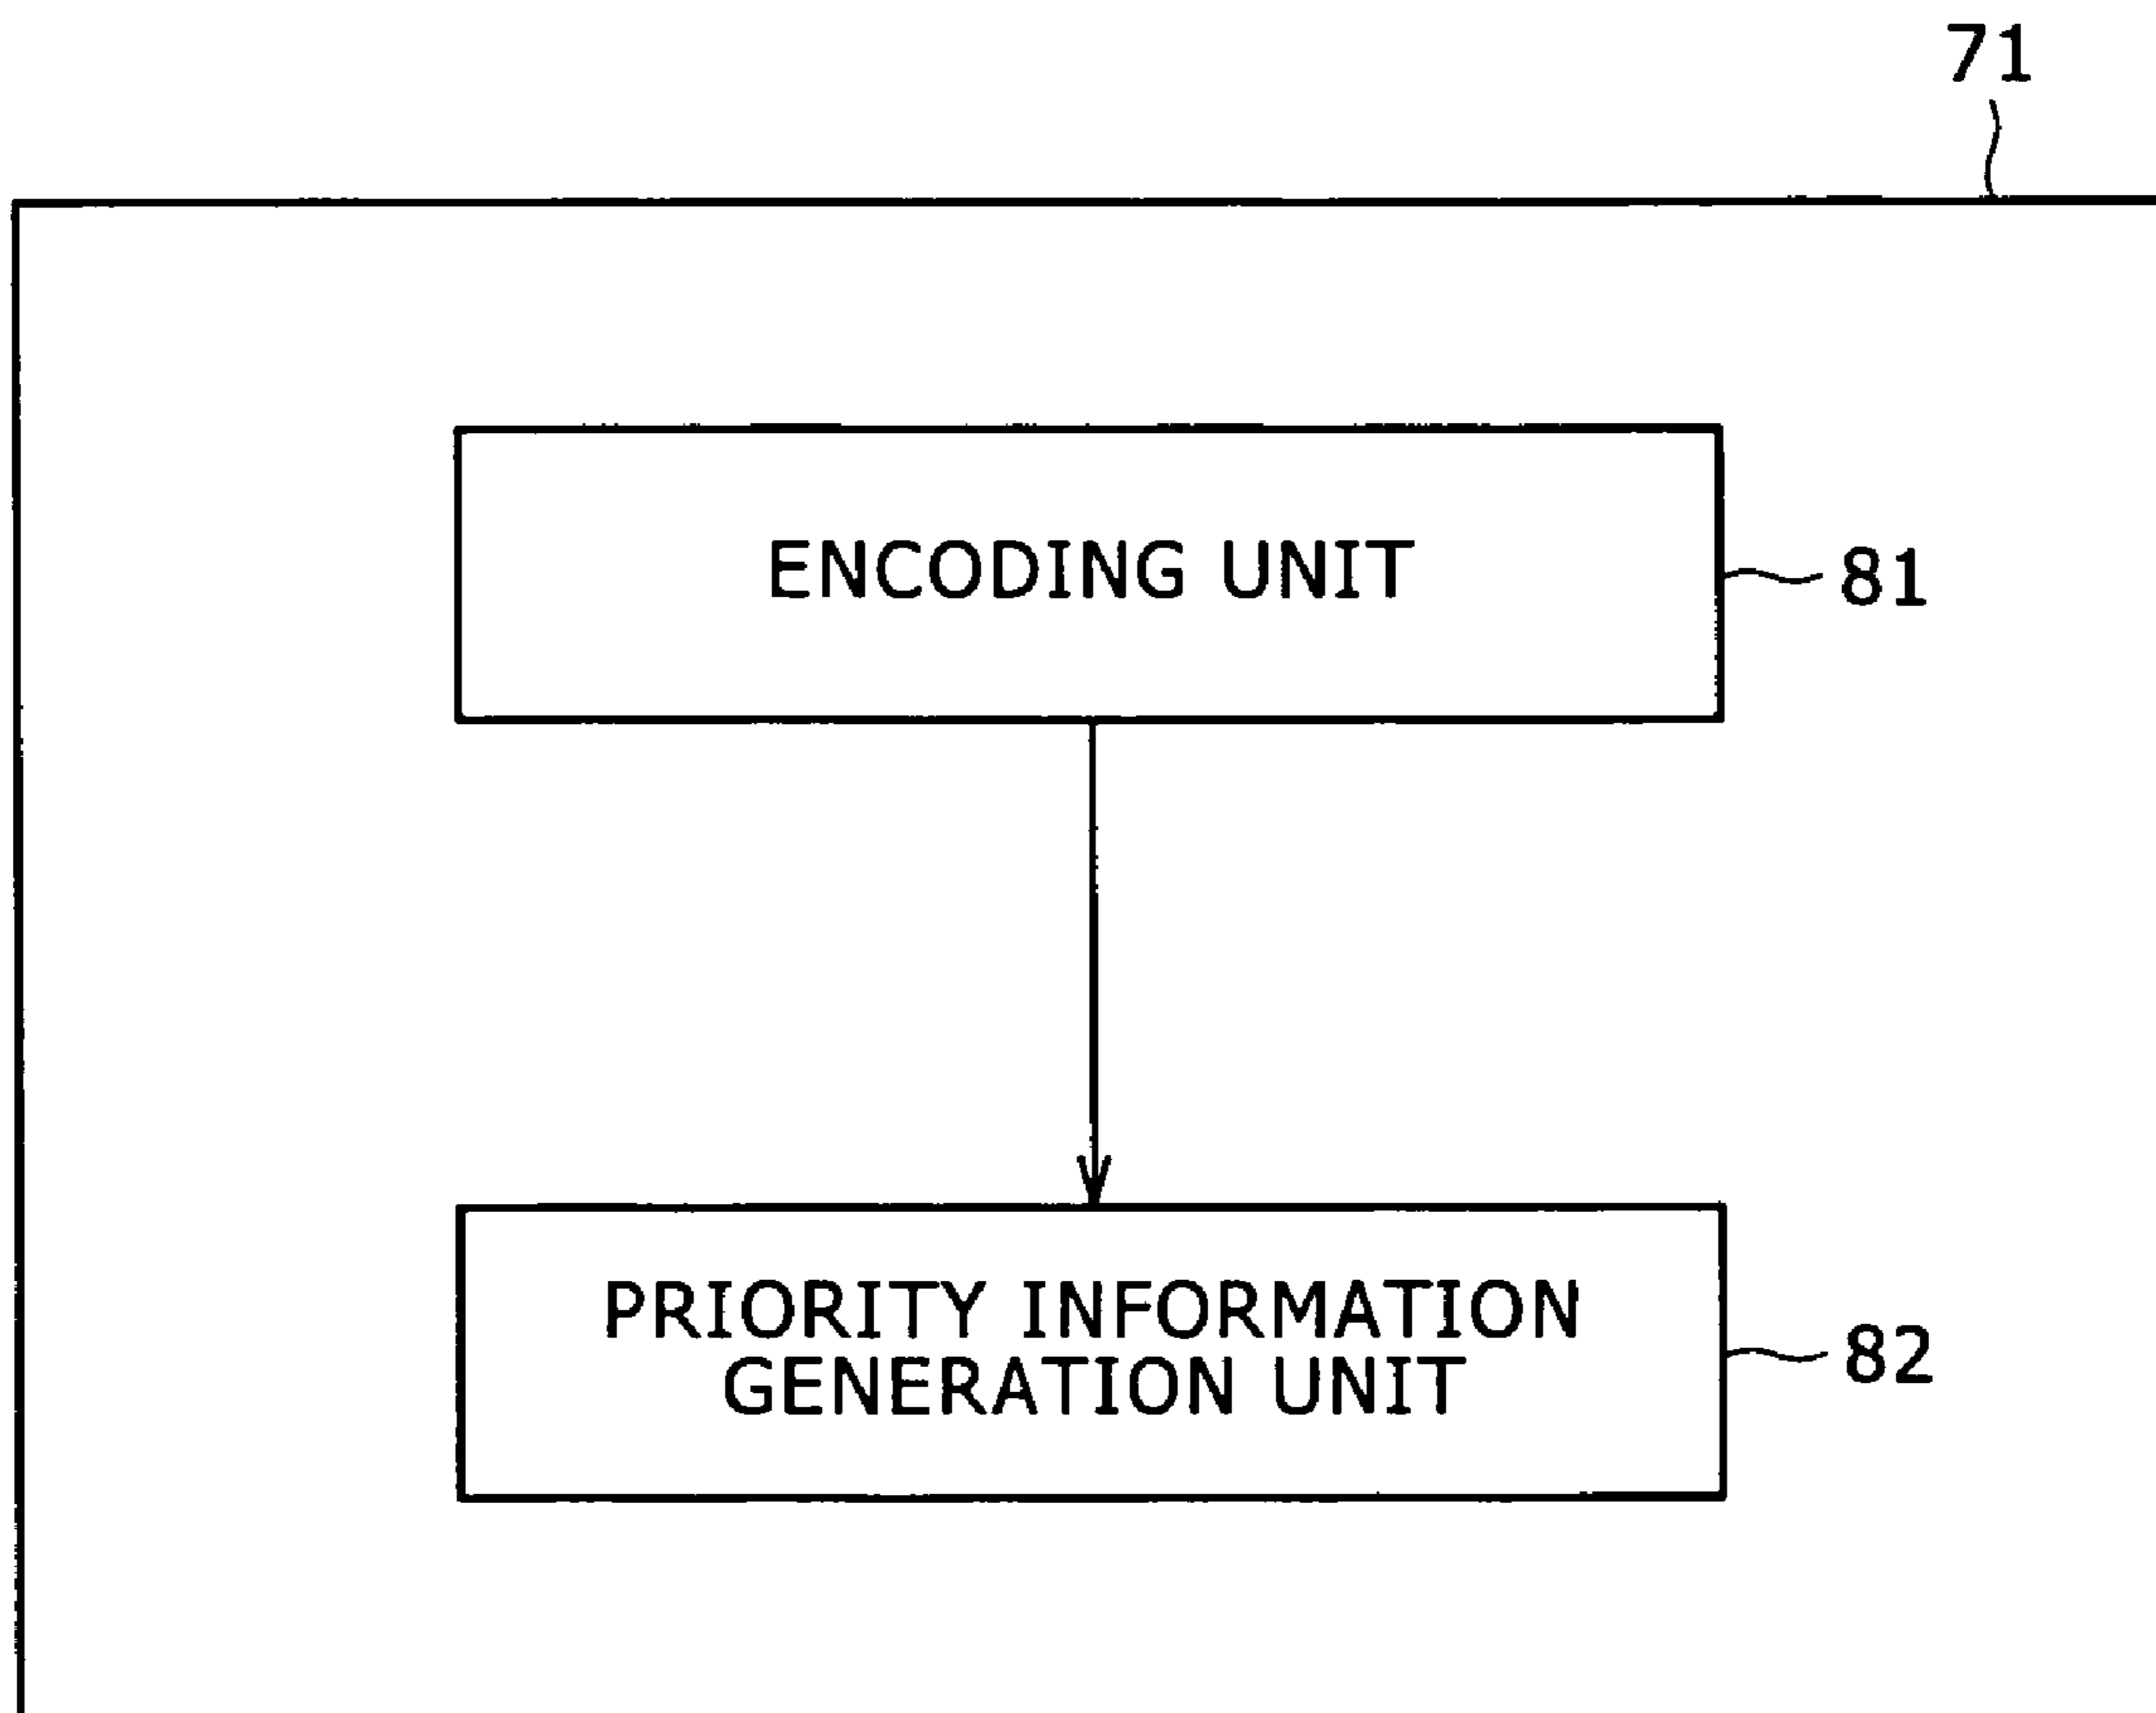 71
ENCODING UNIT
81
PRIORITY INFORMATION
GENERATION UNIT
82